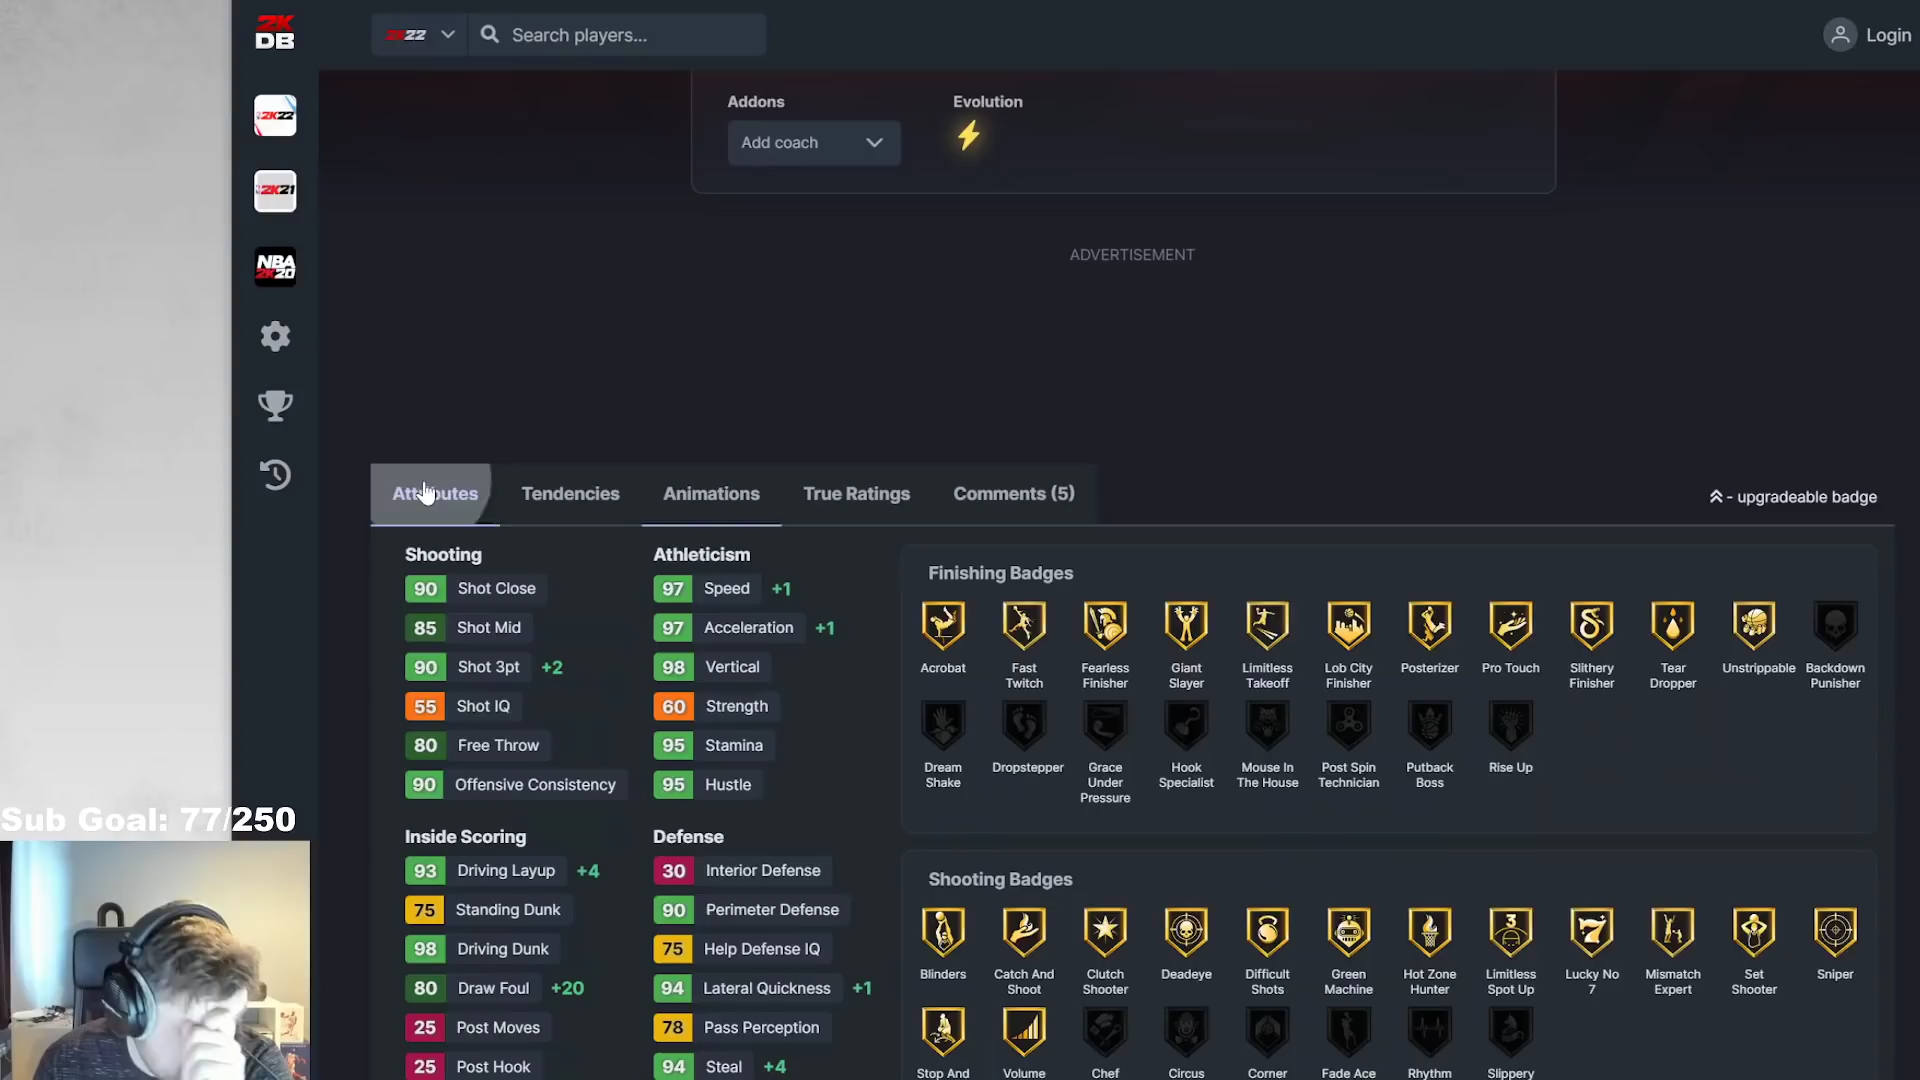 2K
DB
2K22
Search players...
Login
2K22
2K21
NBA
2K20
Addons
Evolution
Add coach
ADVERTISEMENT
Attributes
Tendencies
Animations
True Ratings
Comments (5)
- upgradeable badge
Shooting
90 Shot Close
85 Shot Mid
90 Shot 3pt +2
55 Shot IQ
80 Free Throw
90 Offensive Consistency
Athleticism
97 Speed +1
97 Acceleration +1
98 Vertical
60 Strength
95 Stamina
95 Hustle
Inside Scoring
93 Driving Layup +4
75 Standing Dunk
98 Driving Dunk
80 Draw Foul +20
25 Post Moves
25 Post Hook
Defense
30 Interior Defense
90 Perimeter Defense
75 Help Defense IQ
94 Lateral Quickness +1
78 Pass Perception
94 Steal +4
Finishing Badges
Acrobat
Fast
Twitch
Fearless
Finisher
Giant
Slayer
Limitless
Takeoff
Lob City
Finisher
Posterizer
Pro Touch
Slithery
Finisher
Tear
Dropper
Unstrippable
Backdown
Punisher
Dream
Shake
Dropstepper
Grace
Under
Pressure
Hook
Specialist
Mouse In
The House
Post Spin
Technician
Putback
Boss
Rise Up
Shooting Badges
Blinders
Catch And
Shoot
Clutch
Shooter
Deadeye
Difficult
Shots
Green
Machine
Hot Zone
Hunter
3
Limitless
Spot Up
7
Lucky No
7
Mismatch
Expert
Set
Shooter
Sniper
Stop And
Volume
Chef
Circus
Corner
Fade Ace
Rhythm
Slippery
Sub Goal: 77/250